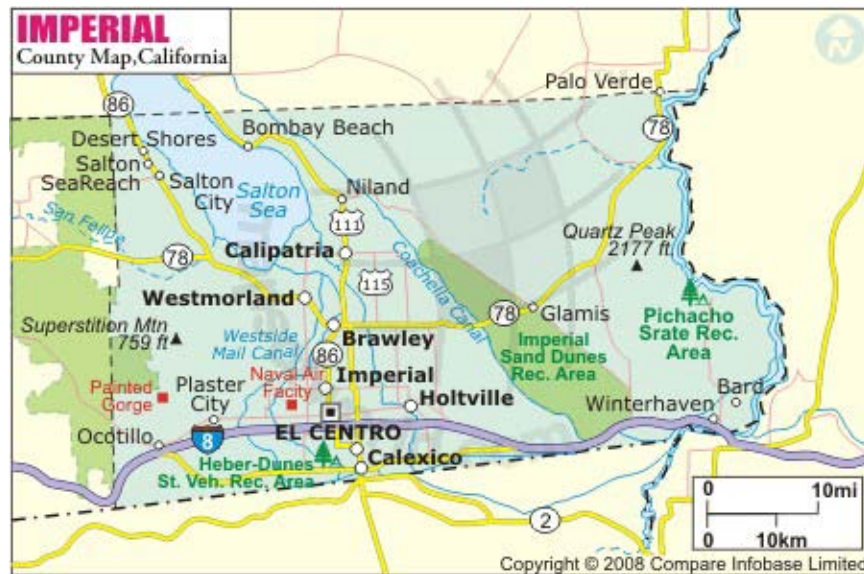 IMPERIAL
County Map,California
N
86
Palo Verde
78
Desert Shores
Bombay Beach
Salton
SeaReach
Salton
City
Salton
Sea
Niland
111
San Felipe
Quartz Peak
2177 ft.
78
Calipatria
115
Coachella Canal
Westmorland
78
Glamis
Pichacho
Srate Rec.
Area
Superstition Mtn
759 ft
Westside
Mail Canal
Brawley
86
Imperial
Sand Dunes
Rec. Area
Painted
Gorge
Plaster
City
Naval Air
Facity
Imperial
Holtville
Bard
Winterhaven
Ocotillo
8
EL CENTRO
Heber-Dunes
St. Veh. Rec. Area
Calexico
2
0 10mi
0 10km
Copyright © 2008 Compare Infobase Limited